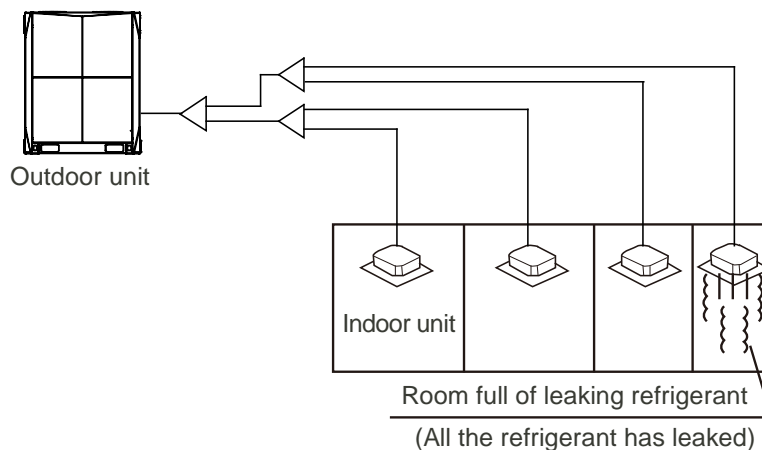 Outdoor unit
Indoor unit
Room full of leaking refrigerant
(All the refrigerant has leaked)